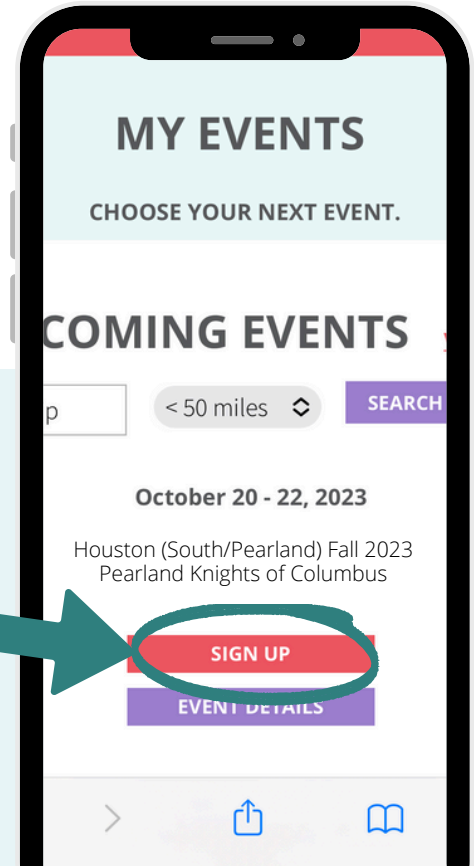 MY EVENTS
CHOOSE YOUR NEXT EVENT.
COMING EVENTS
p < 50 miles SEARCH
October 20 - 22, 2023
Houston (South/Pearland) Fall 2023
Pearland Knights of Columbus
SIGN UP
EVENT DETAILS